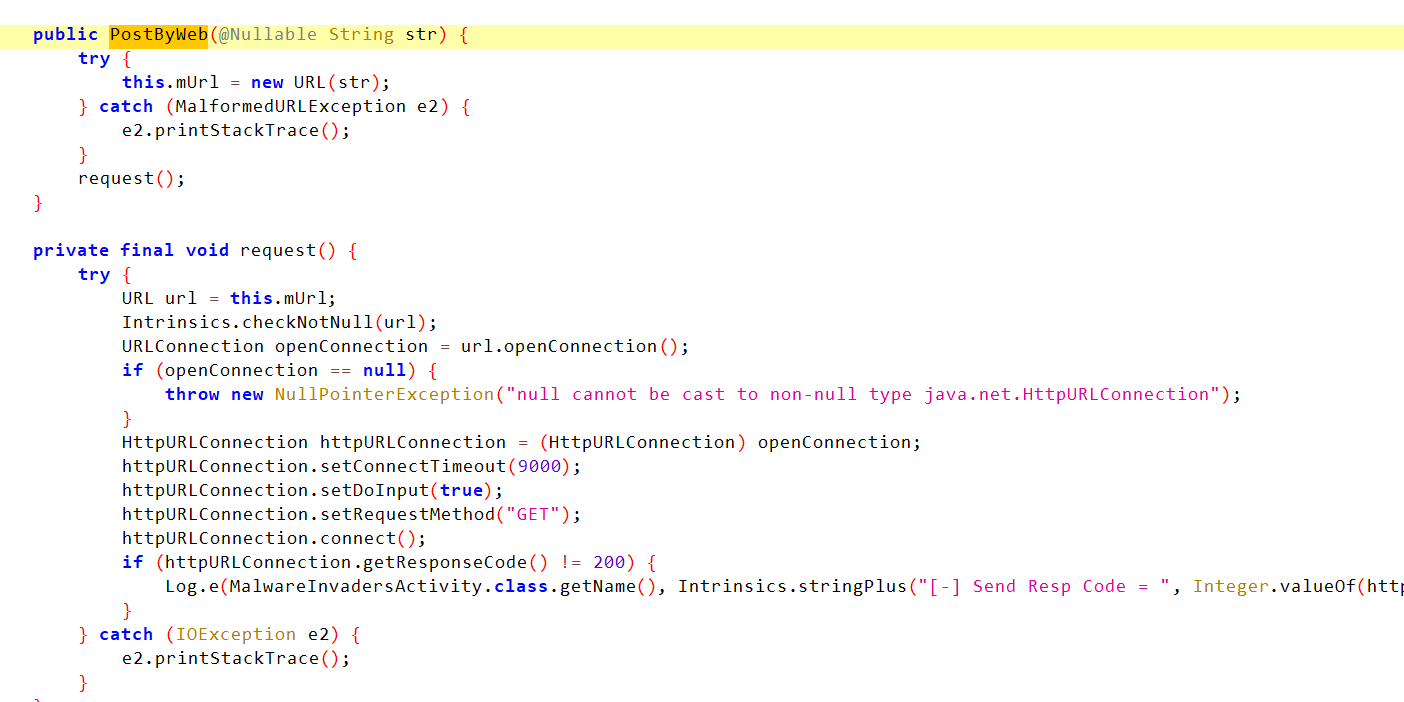 public PostByWeb(@Nullable String str) {
try {
this.mUrl = new URL(str);
} catch (MalformedURLException e2) {
e2.printStackTrace();
}
request();
}
private final void request() {
try {
URL url = this.mUrl;
Intrinsics.checkNotNull(url);
URLConnection openConnection = url.openConnection();
if (openConnection == null) {
throw new NullPointerException("null cannot be cast to non-null type java.net.HttpURLConnection");
}
HttpURLConnection httpURLConnection = (HttpURLConnection) openConnection;
httpURLConnection.setConnectTimeout(9000);
httpURLConnection.setDoInput(true);
httpURLConnection.setRequestMethod("GET");
httpURLConnection.connect();
if (httpURLConnection.getResponseCode() != 200) {
Log.e(MalwareInvadersActivity.class.getName(), Intrinsics.stringPlus("[-] Send Resp Code = ", Integer.valueOf(http
}
} catch (IOException e2) {
e2.printStackTrace();
}